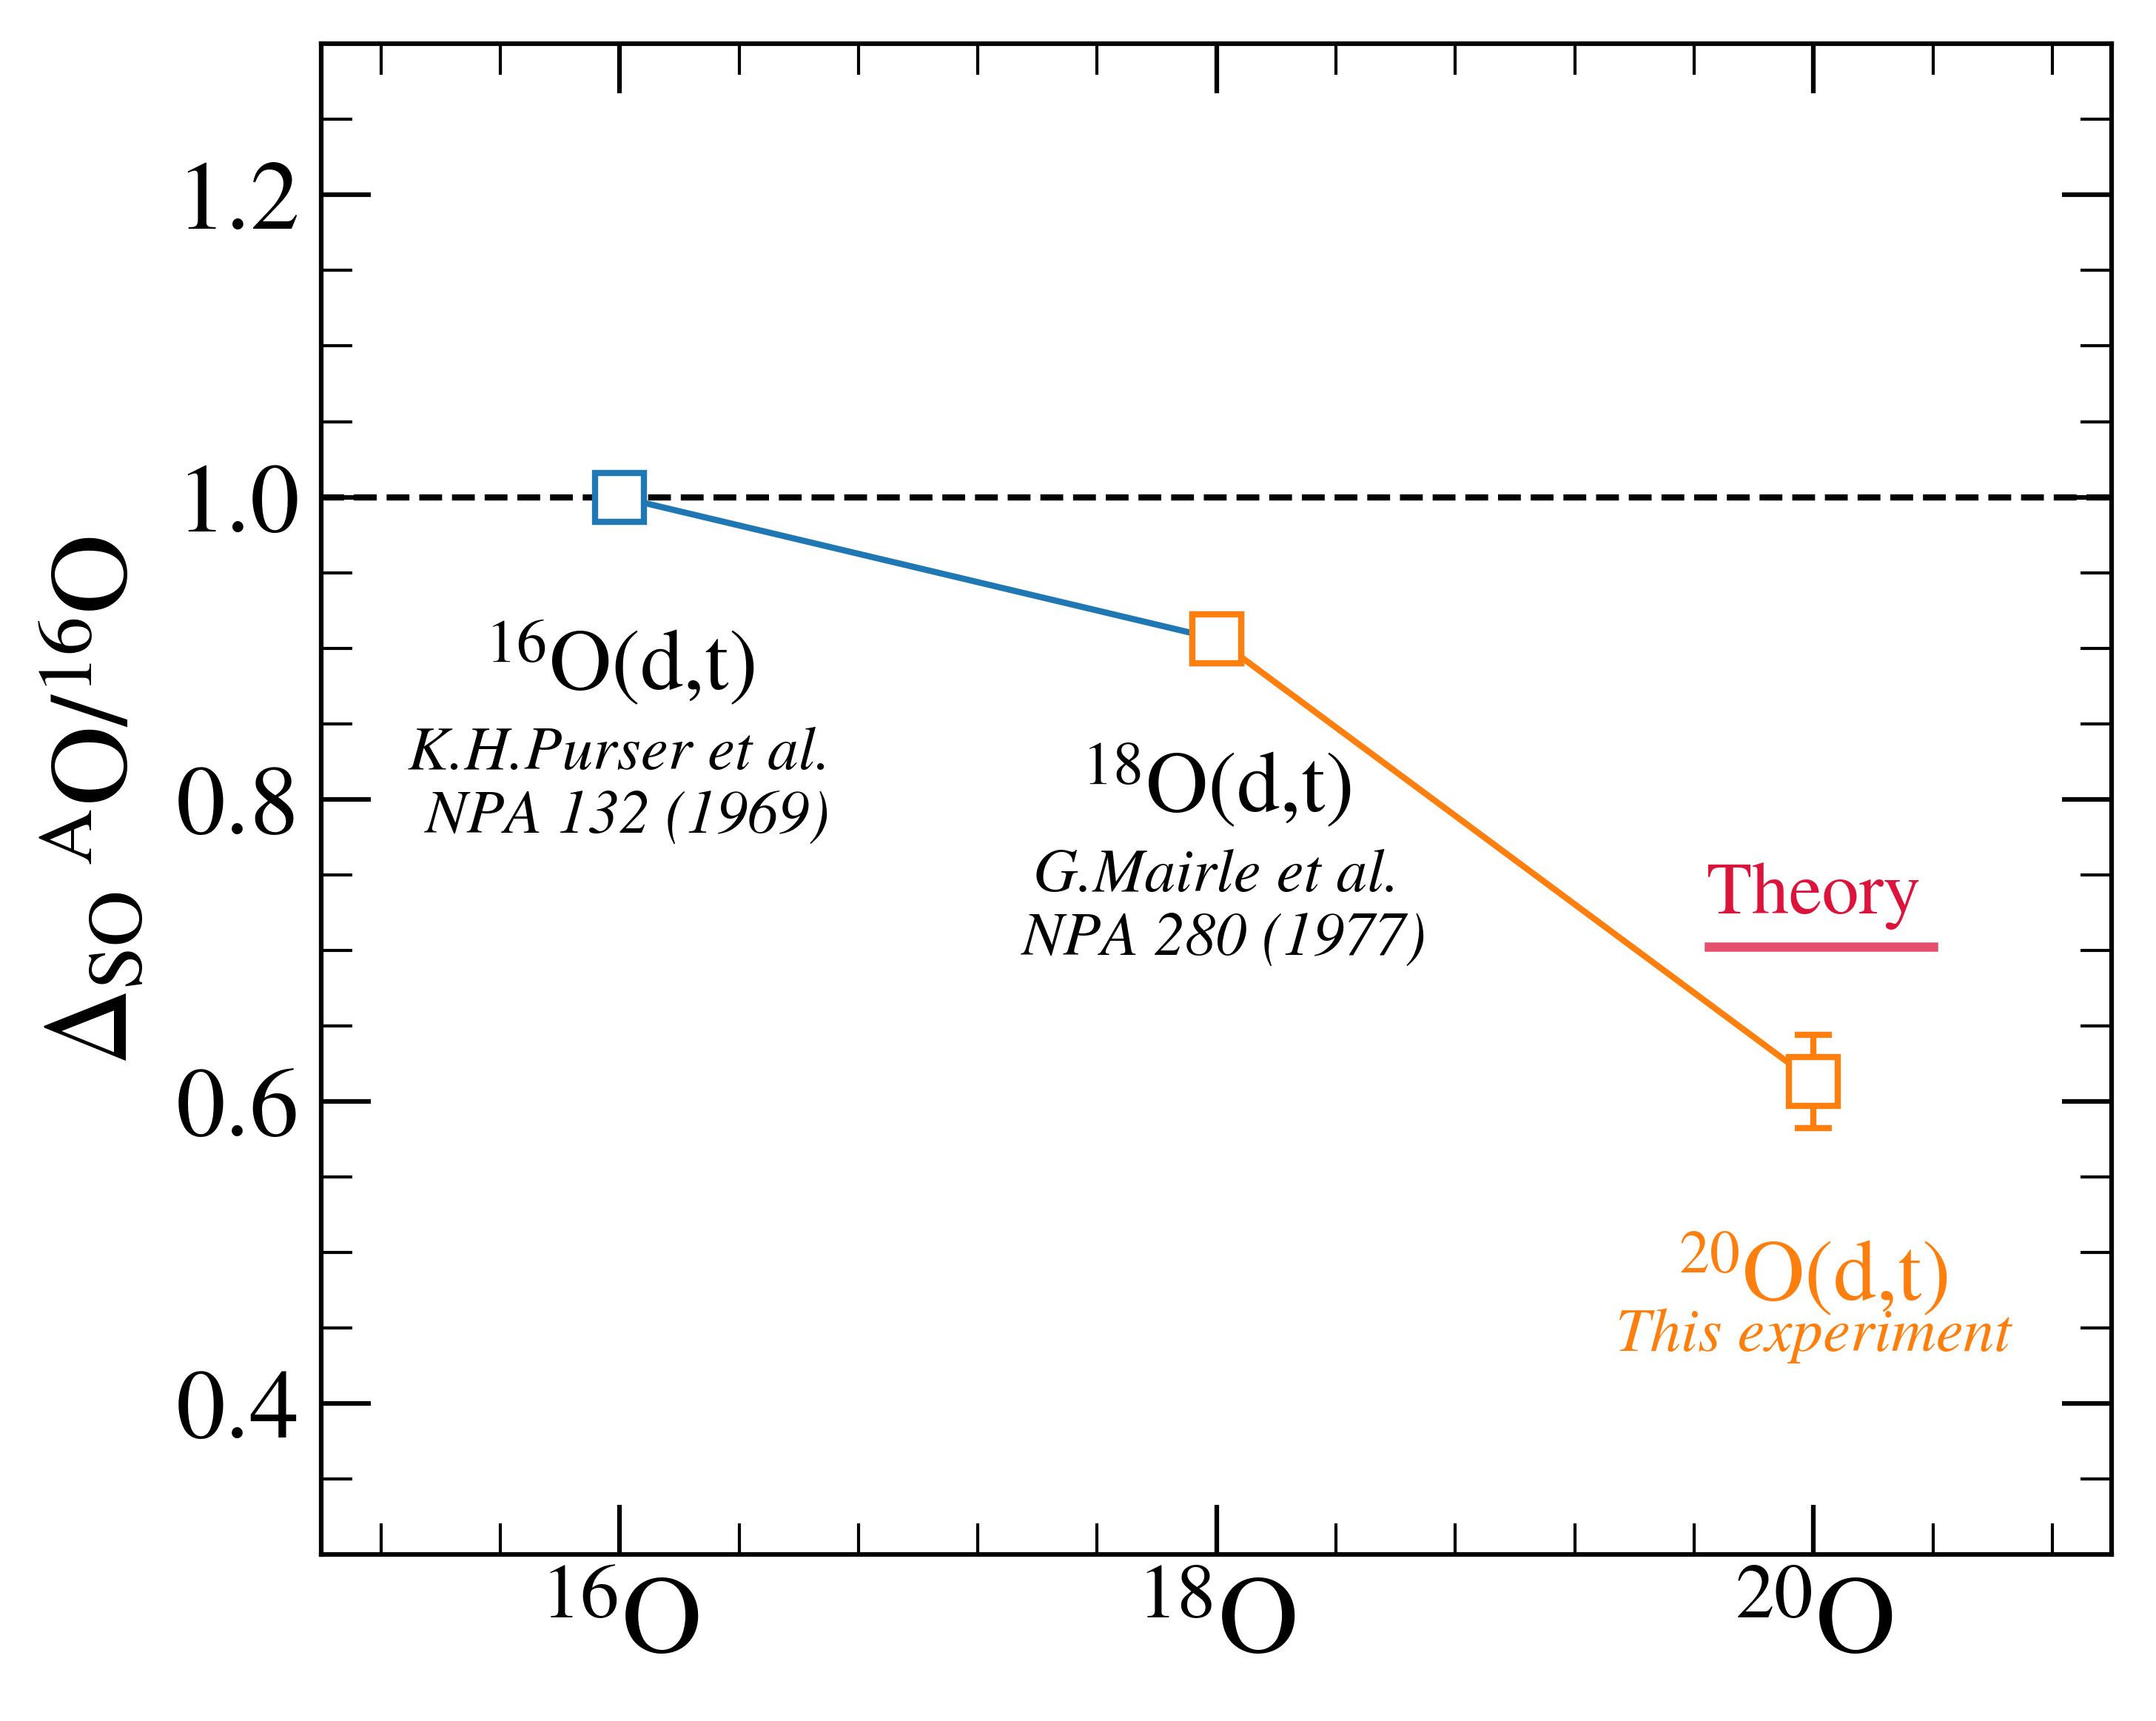 1.2
1.0
0.8
0.6
0.4
Δso ᴬO/¹⁶O
¹⁶O(d,t)
K.H.Purser et al.
NPA 132 (1969)
¹⁸O(d,t)
G.Mairle et al.
NPA 280 (1977)
Theory
²⁰O(d,t)
This experiment
¹⁶O
¹⁸O
²⁰O